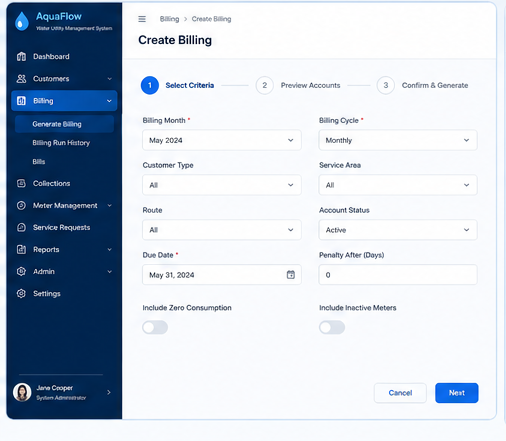 AquaFlow
Water Utility Management System
Dashboard
Customers
Billing
Generate Billing
Billing Run History
Bills
Collections
Meter Management
Service Requests
Reports
Admin
Settings
Jane Cooper
System Administrator
Billing > Create Billing
Create Billing
1 Select Criteria 2 Preview Accounts 3 Confirm & Generate
Billing Month * Billing Cycle *
May 2024 Monthly
Customer Type Service Area
All All
Route Account Status
All Active
Due Date * Penalty After (Days)
May 31, 2024 0
Include Zero Consumption Include Inactive Meters
Cancel Next